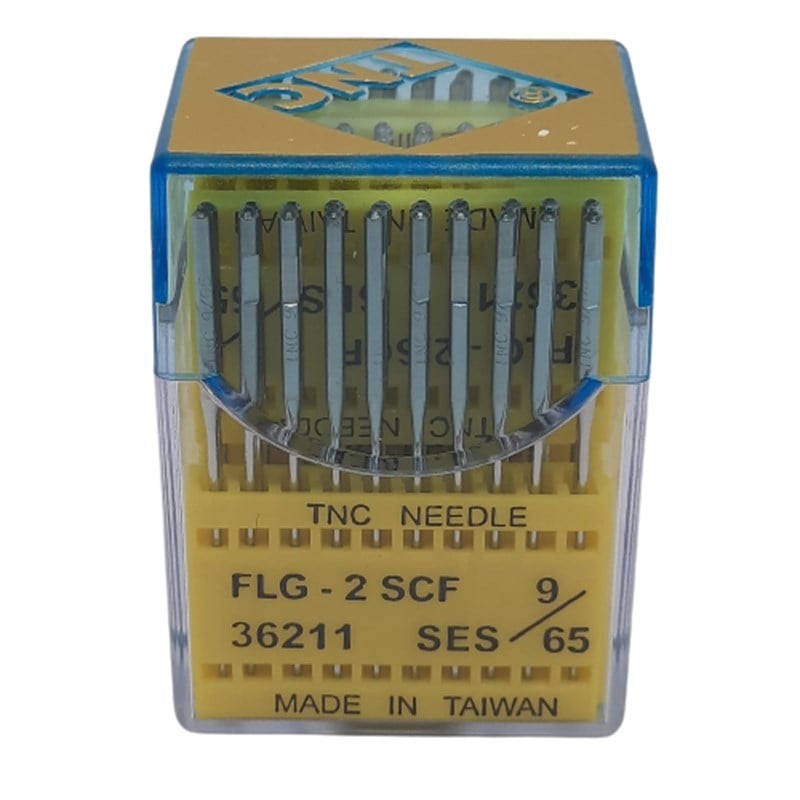 TNC
®
TNC NEEDLE
FLG - 2 SCF 9/
36211 SES 65
MADE IN TAIWAN